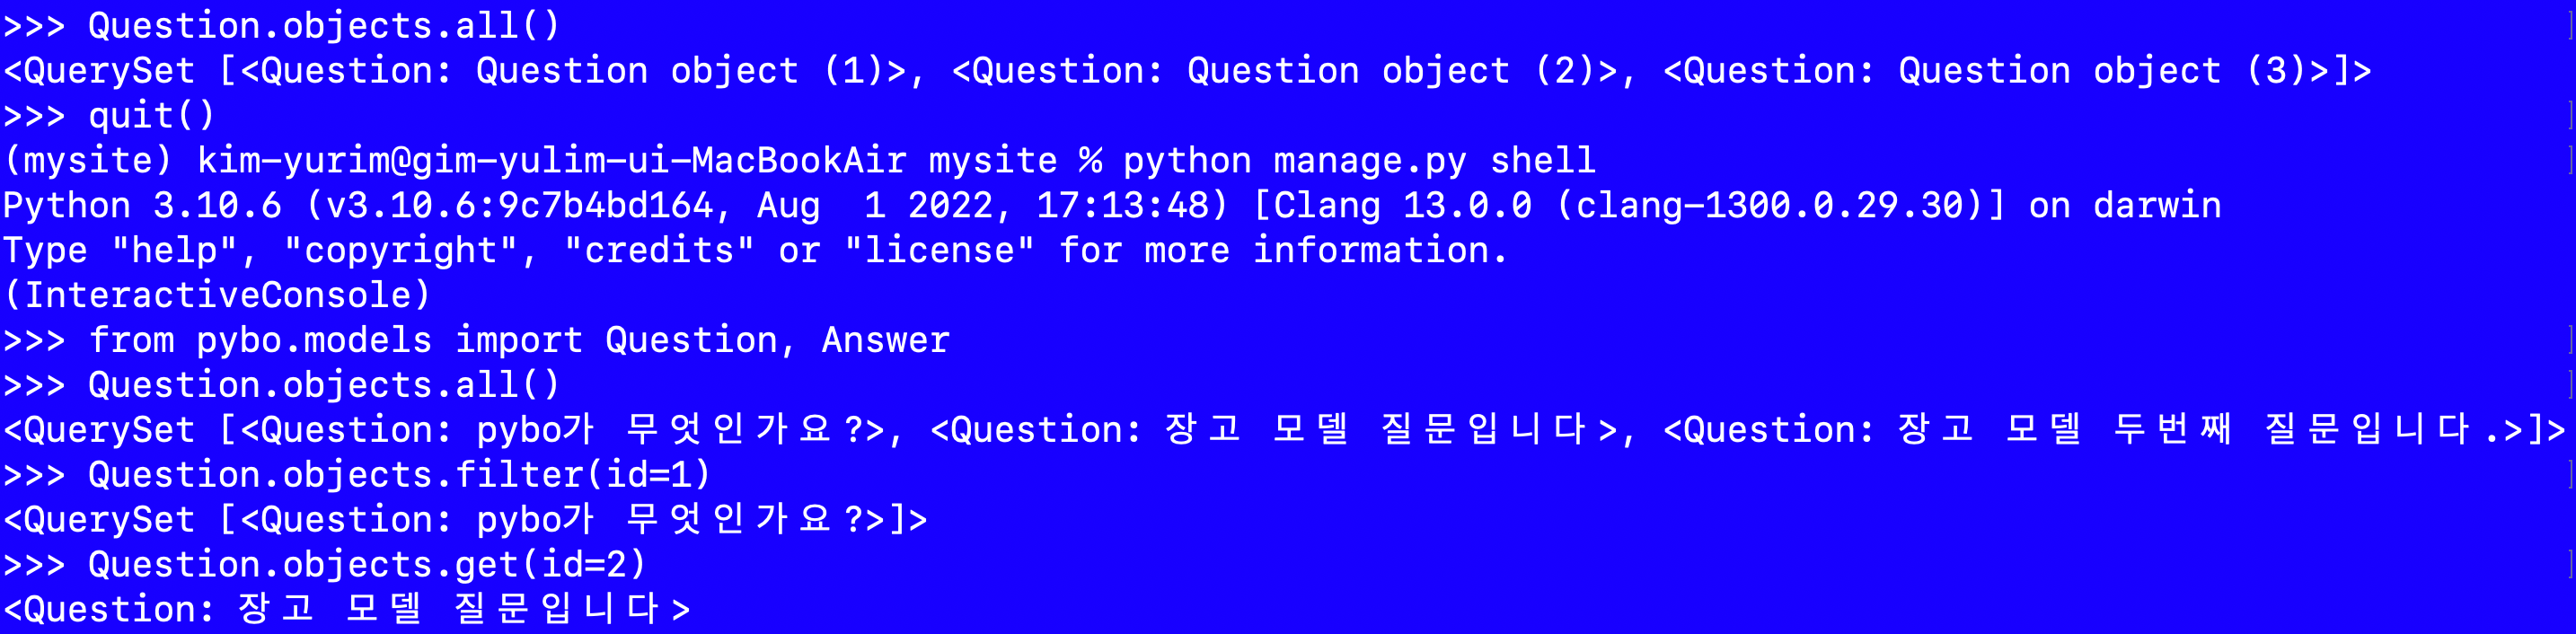 >>> Question.objects.all()
<QuerySet [<Question: Question object (1)>, <Question: Question object (2)>, <Question: Question object (3)>]>
>>> quit()
(mysite) kim-yurim@gim-yulim-ui-MacBookAir mysite % python manage.py shell
Python 3.10.6 (v3.10.6:9c7b4bd164, Aug  1 2022, 17:13:48) [Clang 13.0.0 (clang-1300.0.29.30)] on darwin
Type "help", "copyright", "credits" or "license" for more information.
(InteractiveConsole)
>>> from pybo.models import Question, Answer
>>> Question.objects.all()
<QuerySet [<Question: pybo가 무엇인가요?>, <Question: 장고 모델 질문입니다>, <Question: 장고 모델 두번째 질문입니다.>]>
>>> Question.objects.filter(id=1)
<QuerySet [<Question: pybo가 무엇인가요?>]>
>>> Question.objects.get(id=2)
<Question: 장고 모델 질문입니다>